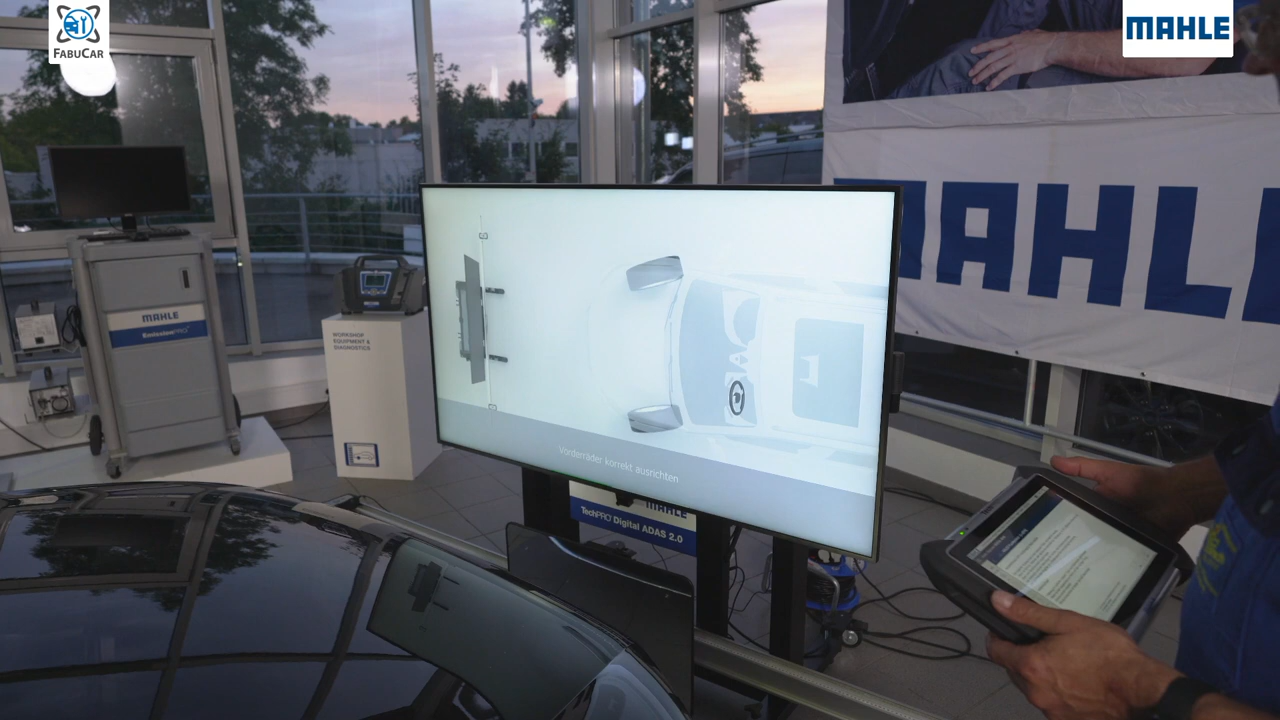 FABUCAR
MAHLE
MAHLE
MAHLE
EmissionPRO
WORKSHOP
EQUIPMENT &
DIAGNOSTICS
Vorderräder korrekt ausrichten
MAHLE
TechPRO® Digital ADAS 2.0